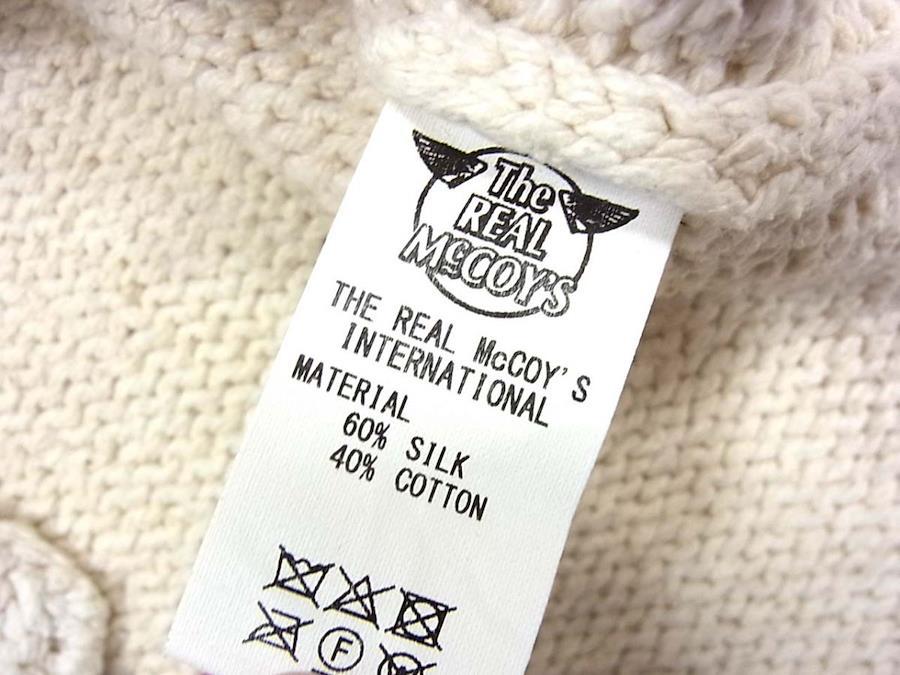 The
REAL
McCOY'S
THE REAL McCOY'S
INTERNATIONAL
MATERIAL
60% SILK
40% COTTON
F